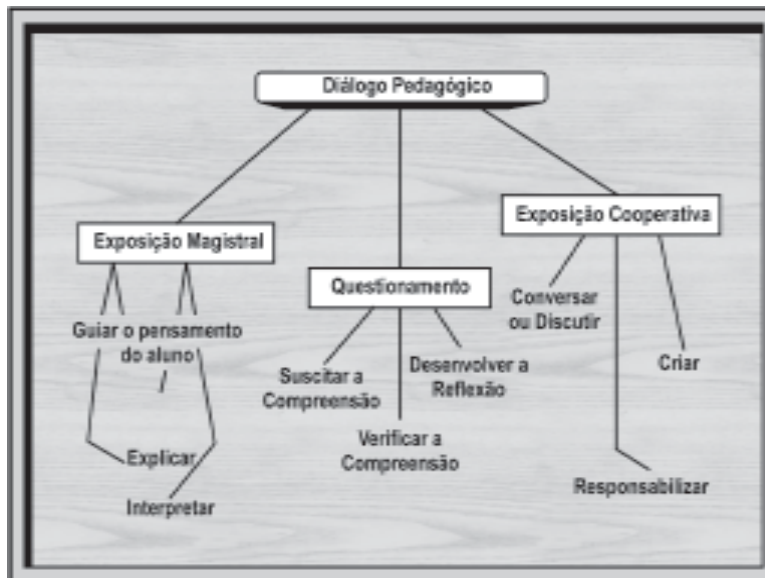 Diálogo Pedagógico
Exposição Magistral
Guiar o pensamento
do aluno
Explicar
Interpretar
Questionamento
Suscitar a
Compreensão
Verificar a
Compreensão
Desenvolver a
Reflexão
Exposição Cooperativa
Conversar
ou Discutir
Responsabilizar
Criar